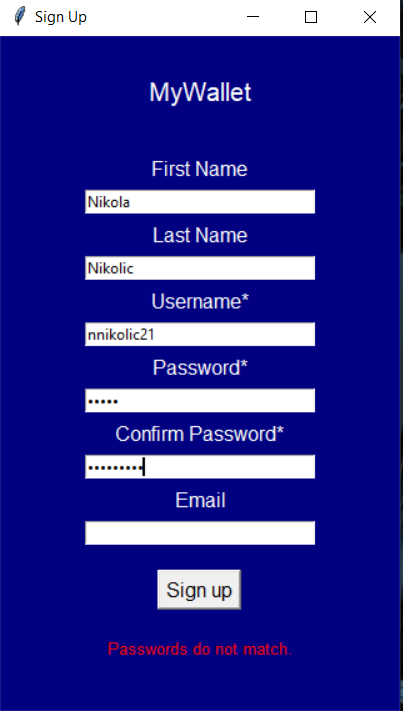 Sign Up
MyWallet
First Name
Nikola
Last Name
Nikolic
Username*
nnikolic21
Password*
•••••
Confirm Password*
•••••••••
Email
Sign up
Passwords do not match.